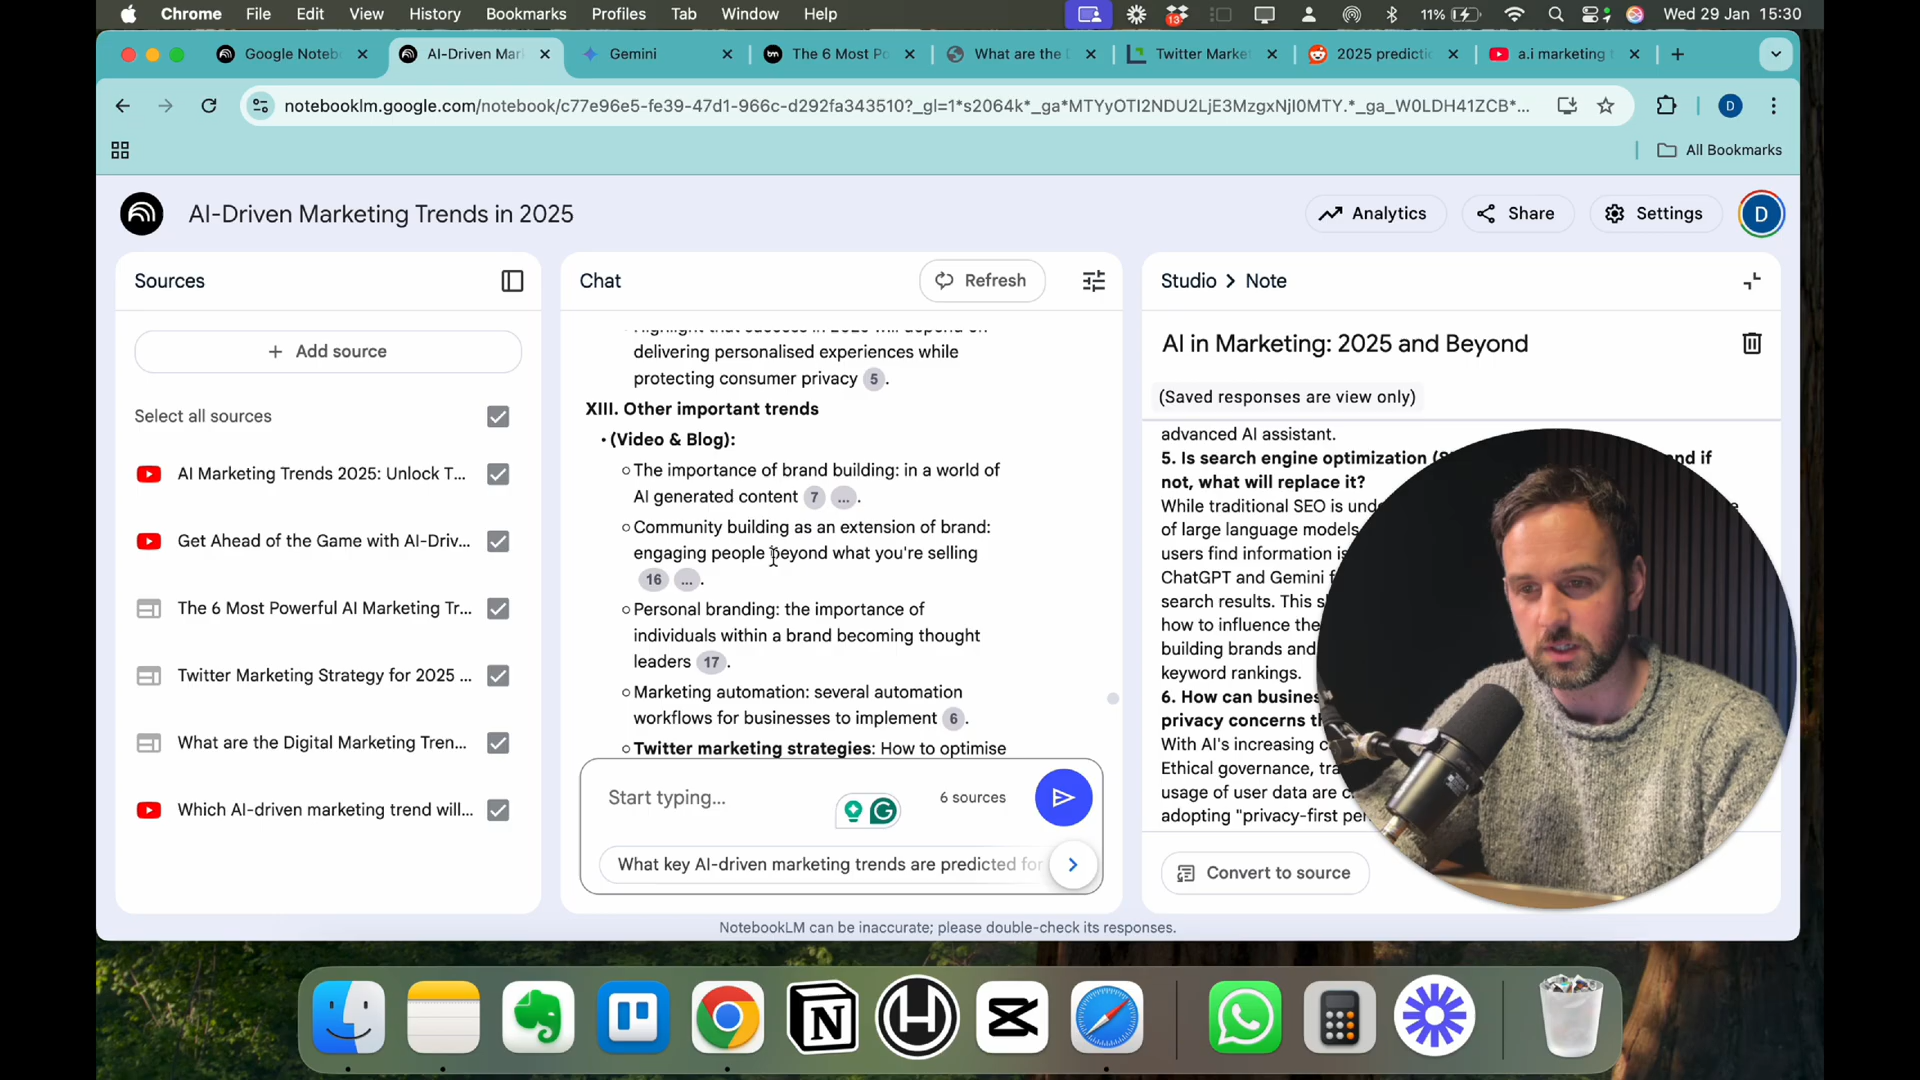 Chrome File Edit View History Bookmarks Profiles Tab Window Help 13 11% Wed 29 Jan 15:30
Google Noteb AI-Driven Mar Gemini The 6 Most Po What are the D Twitter Marke 2025 predicti a.i marketing
notebooklm.google.com/notebook/c77e96e5-fe39-47d1-966c-d292fa343510?_gl=1*s2064k*_ga*MTYyOTI2NDU2LjE3MzgxNjI0MTY.*_ga_W0LDH41ZCB*... D
All Bookmarks
AI-Driven Marketing Trends in 2025
Analytics Share Settings D
Sources
+ Add source
Select all sources
AI Marketing Trends 2025: Unlock T...
Get Ahead of the Game with AI-Driv...
The 6 Most Powerful AI Marketing Tr...
Twitter Marketing Strategy for 2025 ...
What are the Digital Marketing Tren...
Which AI-driven marketing trend will...
Chat Refresh
delivering personalised experiences while
protecting consumer privacy 5 .
XIII. Other important trends
• (Video & Blog):
○ The importance of brand building: in a world of
AI generated content 7 ... .
○ Community building as an extension of brand:
engaging people beyond what you're selling
16 ... .
○ Personal branding: the importance of
individuals within a brand becoming thought
leaders 17 .
○ Marketing automation: several automation
workflows for businesses to implement 6 .
○ Twitter marketing strategies: How to optimise
Start typing... 6 sources
What key AI-driven marketing trends are predicted for
Studio > Note
AI in Marketing: 2025 and Beyond
(Saved responses are view only)
advanced AI assistant.
5. Is search engine optimization nd if
not, what will replace it?
While traditional SEO is
of large language models
users find information
ChatGPT and Gemini
search results. This
how to influence the
building brands and
keyword rankings.
6. How can
privacy concerns
With AI's increasing
Ethical governance,
usage of user data are
adopting "privacy-first
Convert to source
NotebookLM can be inaccurate; please double-check its responses.